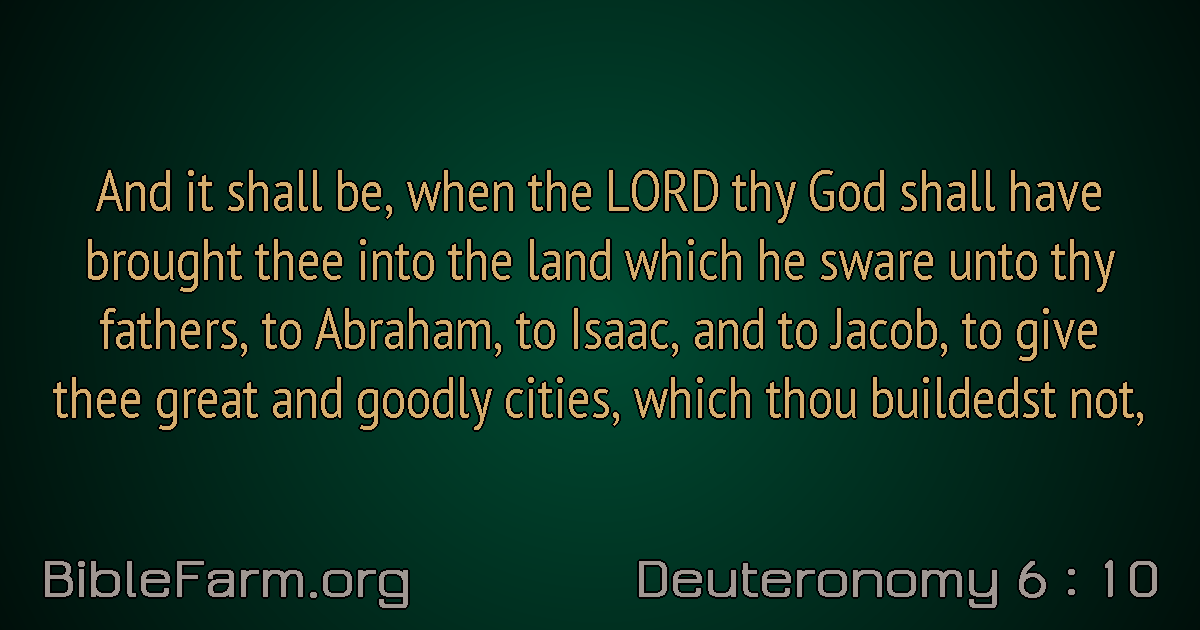 And it shall be, when the LORD thy God shall have
brought thee into the land which he sware unto thy
fathers, to Abraham, to Isaac, and to Jacob, to give
thee great and goodly cities, which thou buildedst not,
BibleFarm.org
Deuteronomy 6 : 10